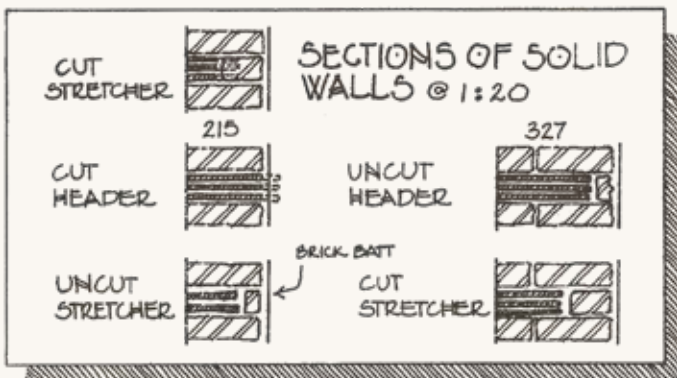 SECTIONS OF SOLID
WALLS @ 1:20
CUT
STRETCHER
215
327
CUT
HEADER
UNCUT
HEADER
BRICK BATT
UNCUT
STRETCHER
CUT
STRETCHER